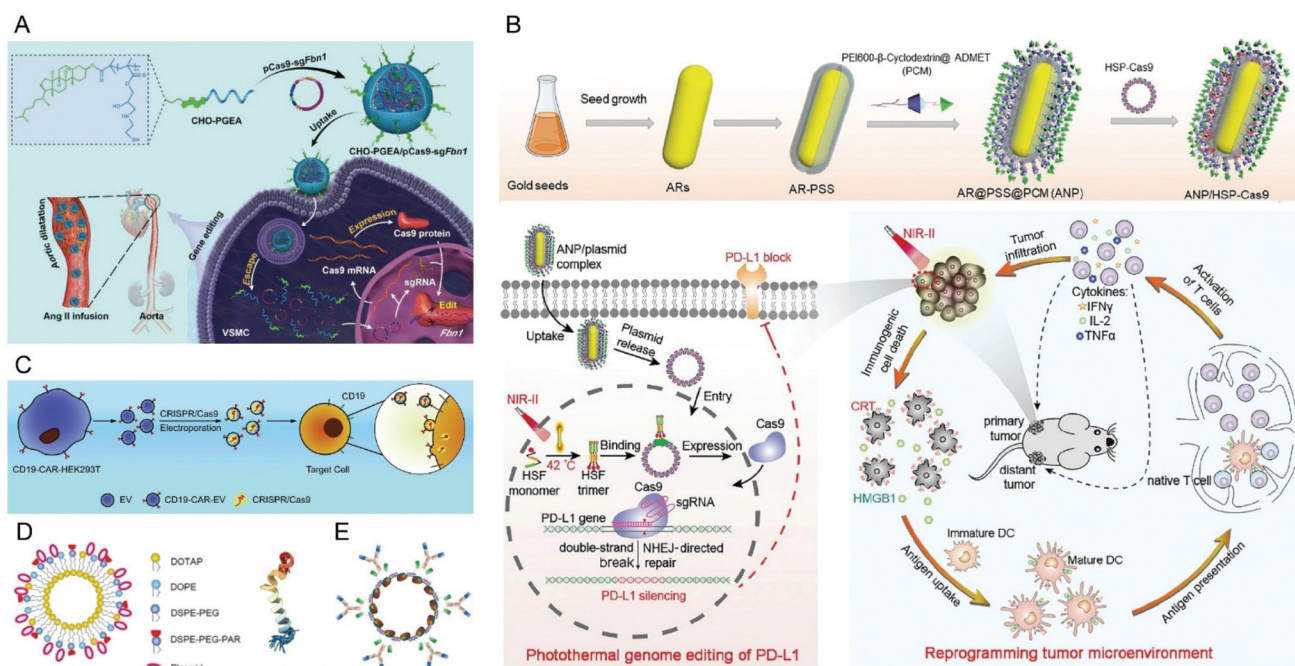 A
pCas9-sgFbn1
CHO-PGEA
Uptake
CHO-PGEA/pCas9-sgFbn1
Gene editing
Expression
Cas9 protein
Escape
Cas9 mRNA
sgRNA
Edit
Fbn1
VSMC
Aortic dilatation
Ang II infusion
Aorta
B
Seed growth
PEI600-β-Cyclodextrin@ ADMET
(PCM)
HSP-Cas9
Gold seeds
ARs
AR-PSS
AR@PSS@PCM (ANP)
ANP/HSP-Cas9
ANP/plasmid
complex
PD-L1 block
Uptake
Plasmid
release
NIR-II
Entry
Cas9
42 °C
Binding
Expression
HSF
monomer
HSF
trimer
Cas9
sgRNA
PD-L1 gene
double-strand
break
NHEJ-directed
repair
PD-L1 silencing
Photothermal genome editing of PD-L1
NIR-II
Tumor
infiltration
Cytokines:
IFNγ
IL-2
TNFα
Activation
of T cells
Immunogenic
cell death
CRT
HMGB1
primary
tumor
distant
tumor
native T cell
Immature DC
Mature DC
Antigen uptake
Antigen presentation
Reprogramming tumor microenvironment
C
CD19
CRISPR/Cas9
Electroporation
CD19-CAR-HEK293T
Target Cell
EV
CD19-CAR-EV
CRISPR/Cas9
D
DOTAP
DOPE
DSPE-PEG
DSPE-PEG-PAR
E